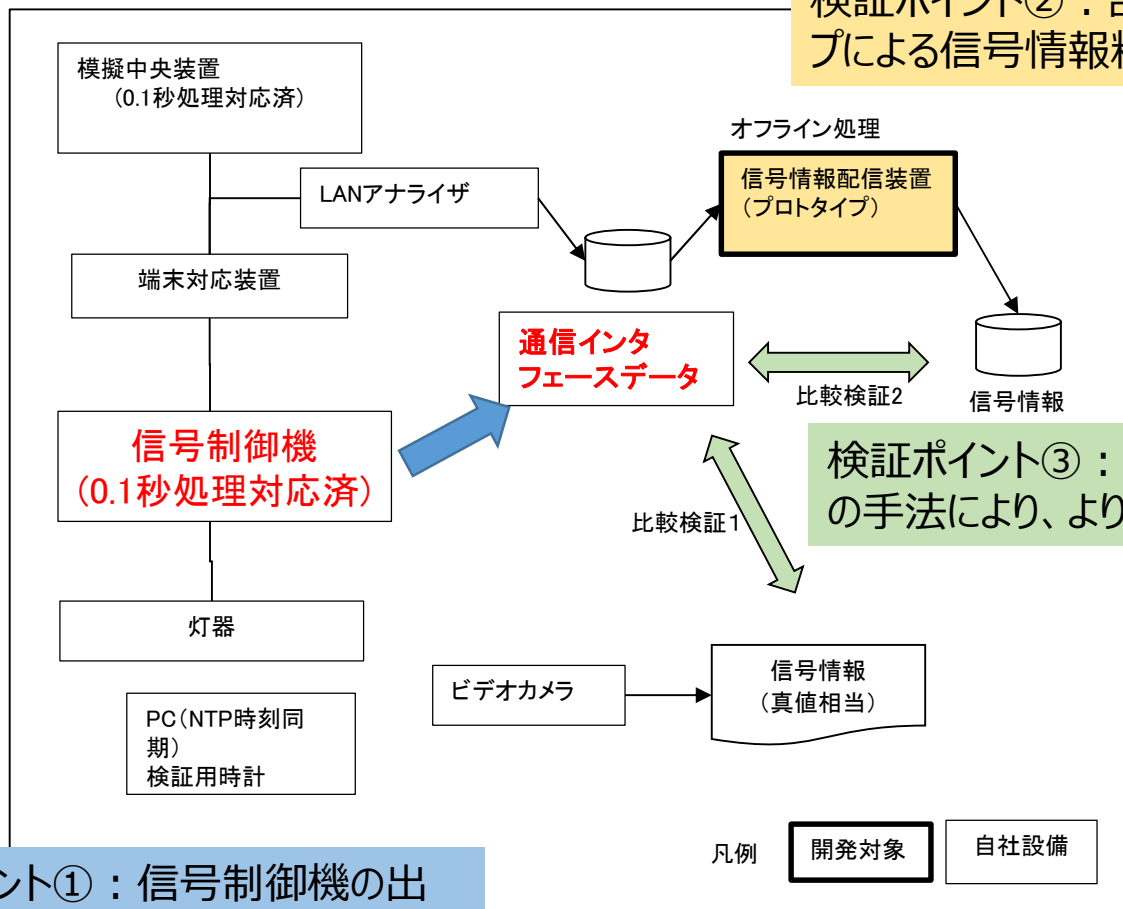 検証ポイント②：
プによる信号情報
模擬中央装置
（0.1秒処理対応済）
オフライン処理
LANアナライザ
信号情報配信装置
（プロトタイプ）
端末対応装置
通信インタ
フェースデータ
比較検証2
信号情報
信号制御機
（0.1秒処理対応済）
検証ポイント③：
の手法により、より
比較検証1
灯器
ビデオカメラ
信号情報
（真値相当）
PC（NTP時刻同
期）
検証用時計
凡例
開発対象
自社設備
ント①：信号制御機の出